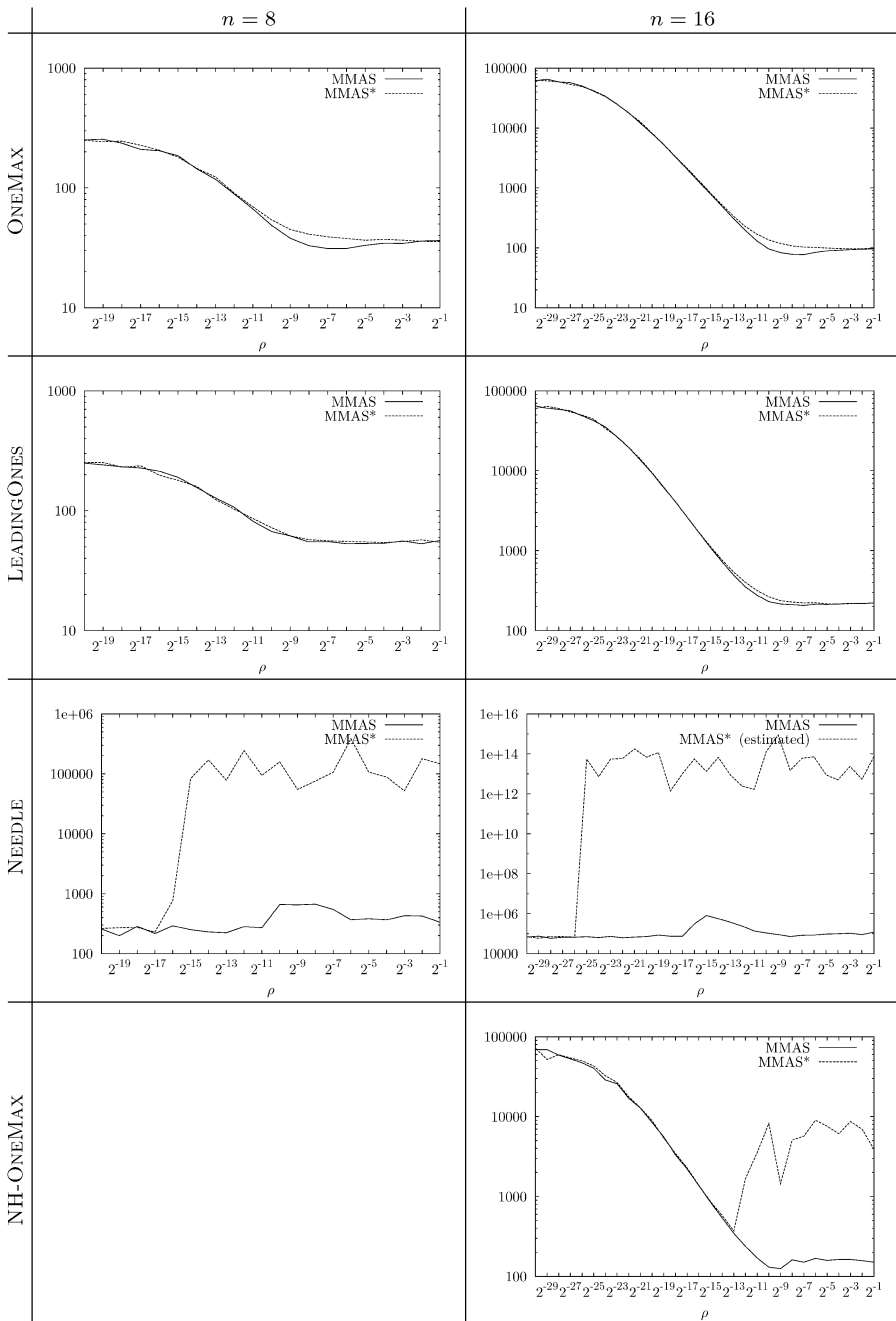 n = 8
n = 16
ONEMAX
1000
100
10
MMAS
MMAS*
2^-19 2^-17 2^-15 2^-13 2^-11 2^-9 2^-7 2^-5 2^-3 2^-1
ρ
100000
10000
1000
100
10
MMAS
MMAS*
2^-29 2^-27 2^-25 2^-23 2^-21 2^-19 2^-17 2^-15 2^-13 2^-11 2^-9 2^-7 2^-5 2^-3 2^-1
ρ
LEADINGONES
1000
100
10
MMAS
MMAS*
2^-19 2^-17 2^-15 2^-13 2^-11 2^-9 2^-7 2^-5 2^-3 2^-1
ρ
100000
10000
1000
100
MMAS
MMAS*
2^-29 2^-27 2^-25 2^-23 2^-21 2^-19 2^-17 2^-15 2^-13 2^-11 2^-9 2^-7 2^-5 2^-3 2^-1
ρ
NEEDLE
1e+06
100000
10000
1000
100
MMAS
MMAS*
2^-19 2^-17 2^-15 2^-13 2^-11 2^-9 2^-7 2^-5 2^-3 2^-1
ρ
1e+16
1e+14
1e+12
1e+10
1e+08
1e+06
10000
MMAS
MMAS* (estimated)
2^-29 2^-27 2^-25 2^-23 2^-21 2^-19 2^-17 2^-15 2^-13 2^-11 2^-9 2^-7 2^-5 2^-3 2^-1
ρ
NH-ONEMAX
100000
10000
1000
100
MMAS
MMAS*
2^-29 2^-27 2^-25 2^-23 2^-21 2^-19 2^-17 2^-15 2^-13 2^-11 2^-9 2^-7 2^-5 2^-3 2^-1
ρ